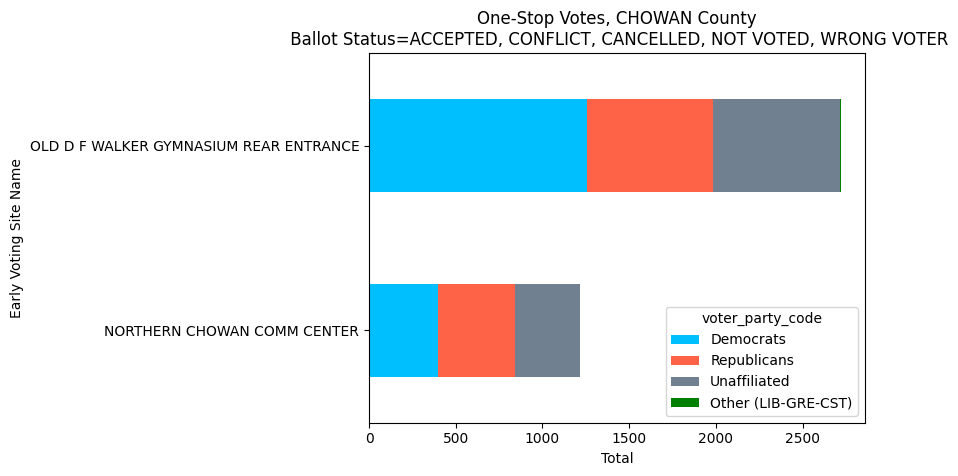 One-Stop Votes, CHOWAN County
Ballot Status=ACCEPTED, CONFLICT, CANCELLED, NOT VOTED, WRONG VOTER
Early Voting Site Name
OLD D F WALKER GYMNASIUM REAR ENTRANCE
NORTHERN CHOWAN COMM CENTER
voter_party_code
Democrats
Republicans
Unaffiliated
Other (LIB-GRE-CST)
0 500 1000 1500 2000 2500
Total